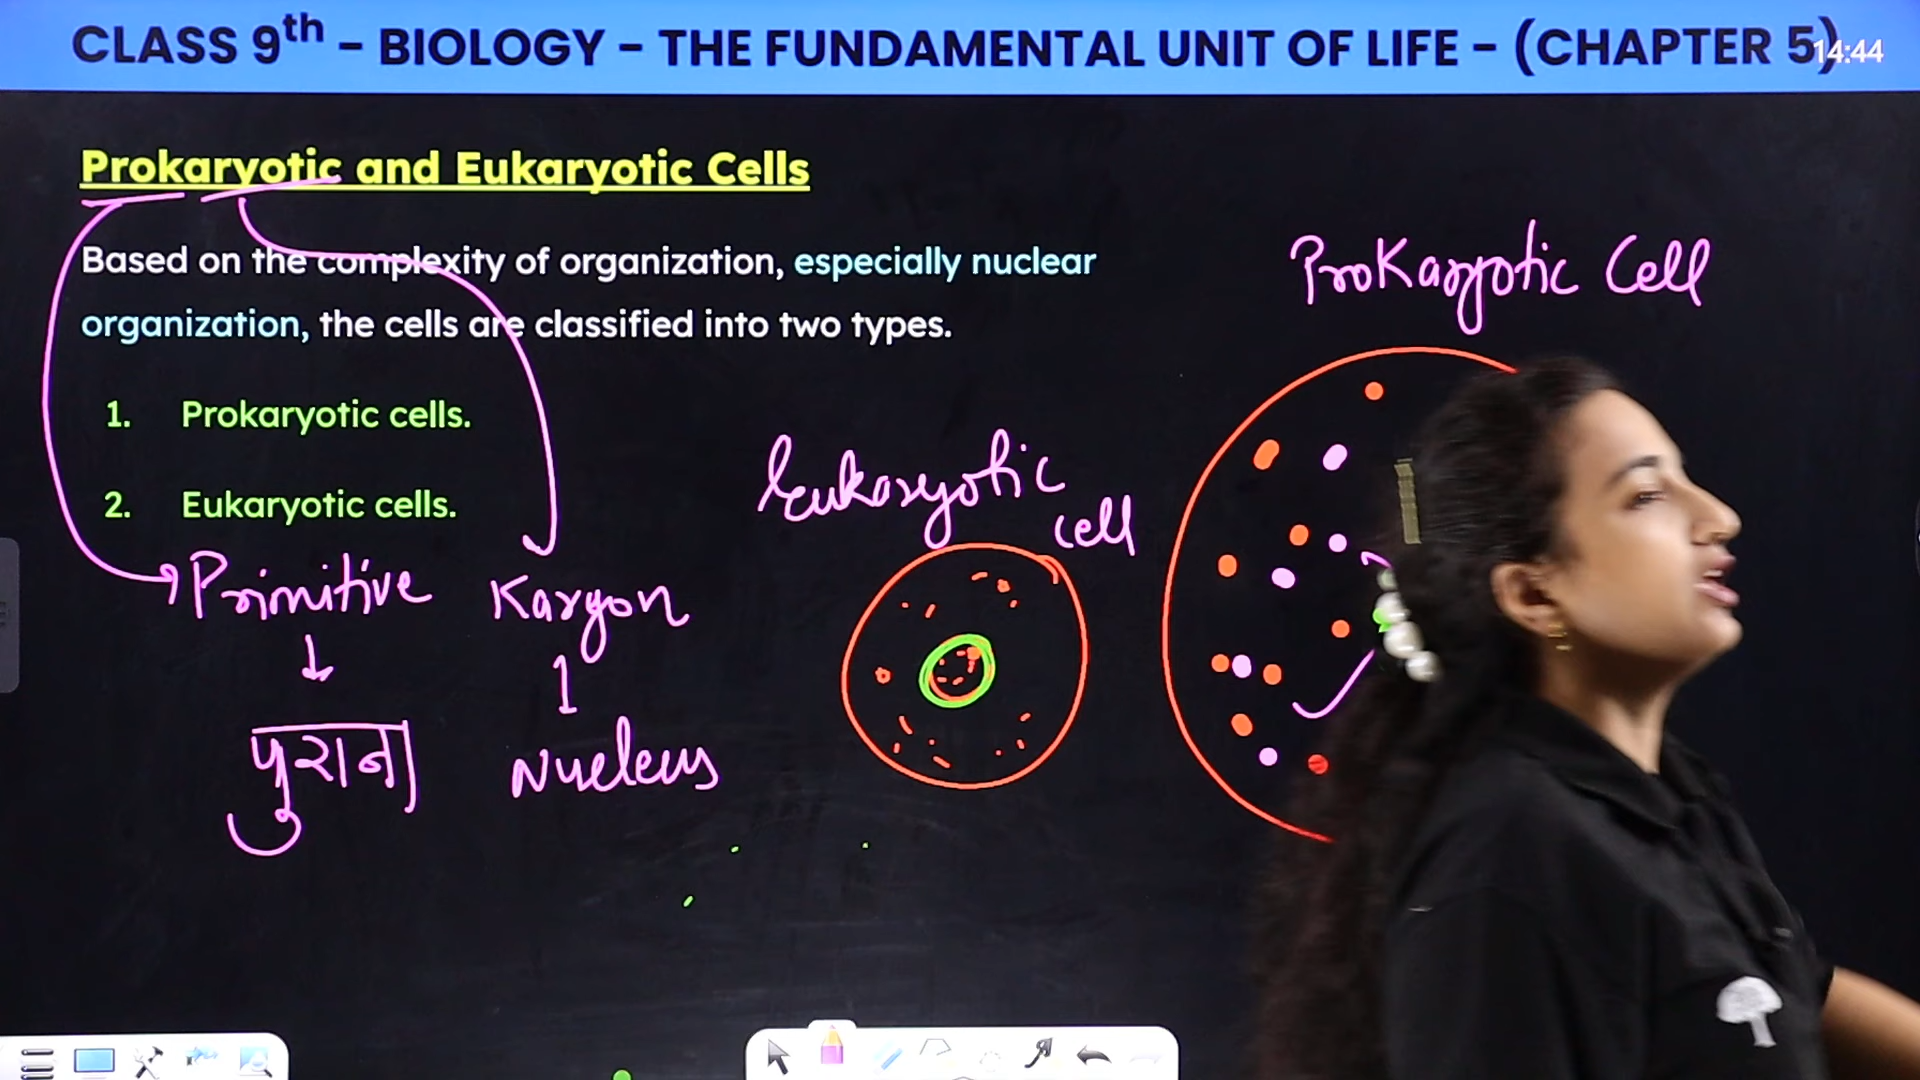 CLASS 9th - BIOLOGY - THE FUNDAMENTAL UNIT OF LIFE - (CHAPTER 5)
14:44
Prokaryotic and Eukaryotic Cells
Based on the complexity of organization, especially nuclear
organization, the cells are classified into two types.
1. Prokaryotic cells.
2. Eukaryotic cells.
Primitive
पुराना
Karyon
Nucleus
Eukaryotic
cell
Prokaryotic Cell